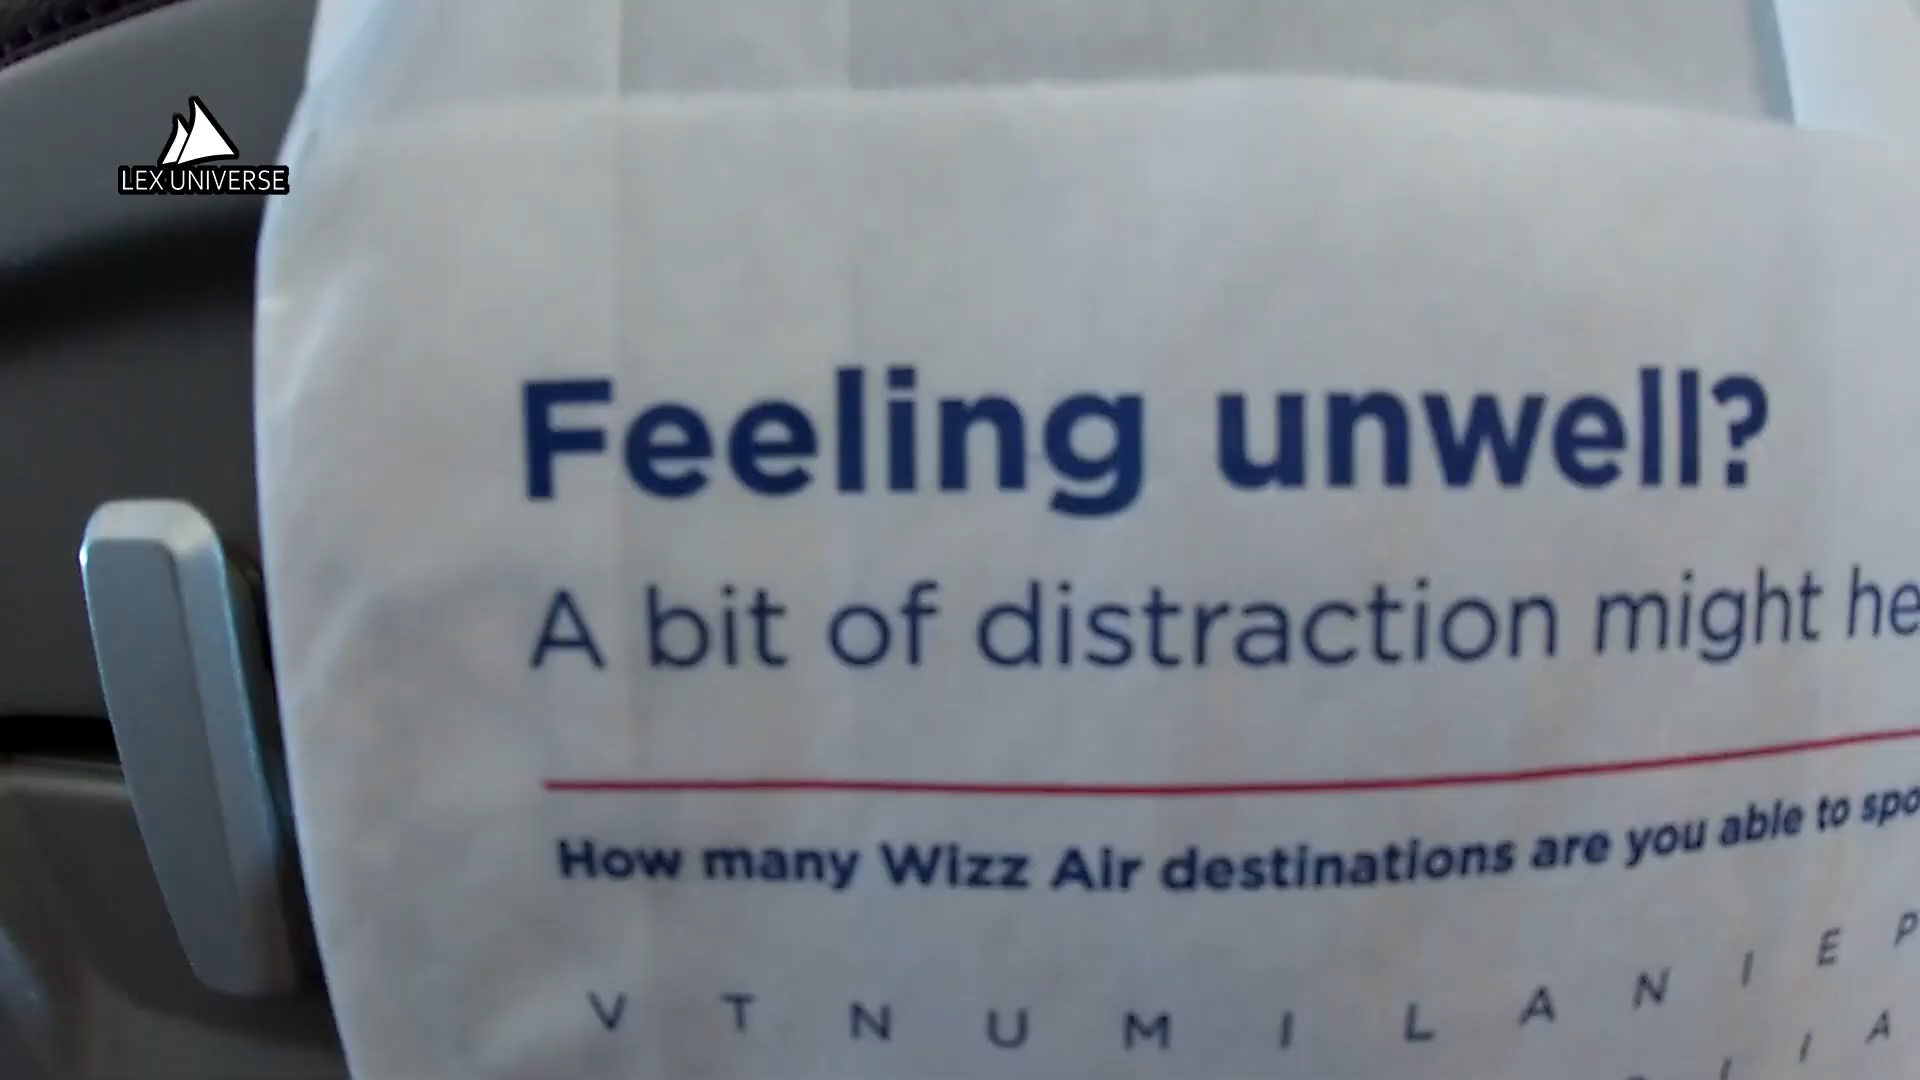 LEX UNIVERSE
Feeling unwell?
A bit of distraction might he
How many Wizz Air destinations are you able to spo
V T N U M I L A N I E P
L I A